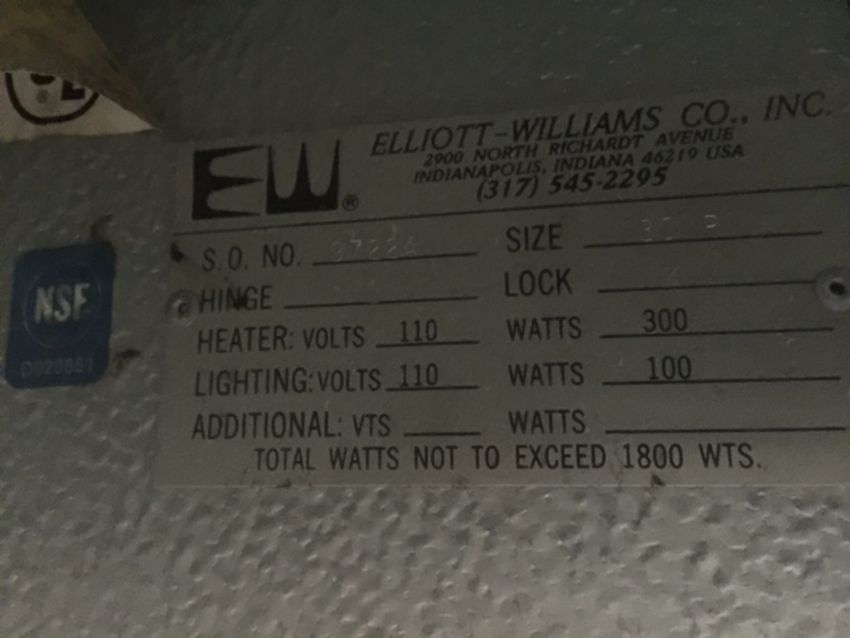 EW®
ELLIOTT-WILLIAMS CO., INC.
2900 NORTH RICHARDT AVENUE
INDIANAPOLIS, INDIANA 46219 USA
(317) 545-2295
S.O. NO. SIZE
HINGE LOCK
HEATER: VOLTS 110 WATTS 300
LIGHTING: VOLTS 110 WATTS 100
ADDITIONAL: VTS WATTS
TOTAL WATTS NOT TO EXCEED 1800 WTS.
NSF